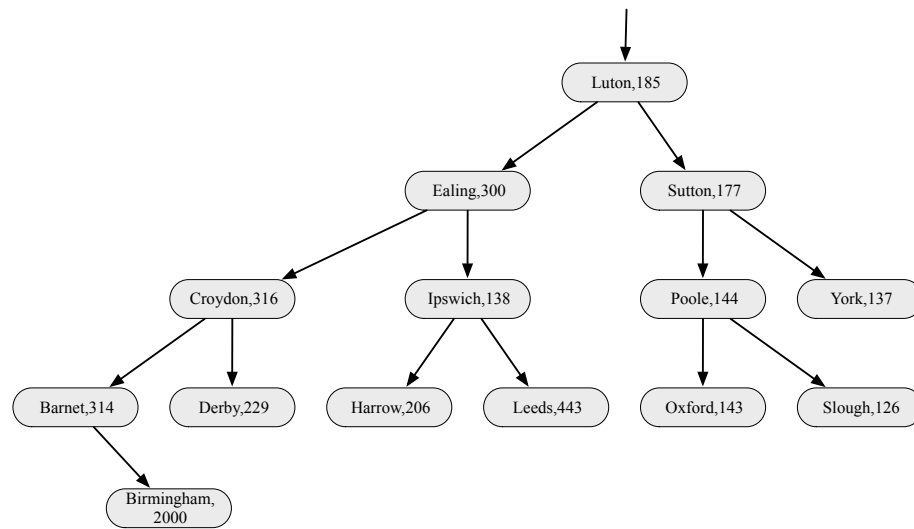 Luton,185
Ealing,300
Sutton,177
Croydon,316
Ipswich,138
Poole,144
York,137
Barnet,314
Derby,229
Harrow,206
Leeds,443
Oxford,143
Slough,126
Birmingham,
2000